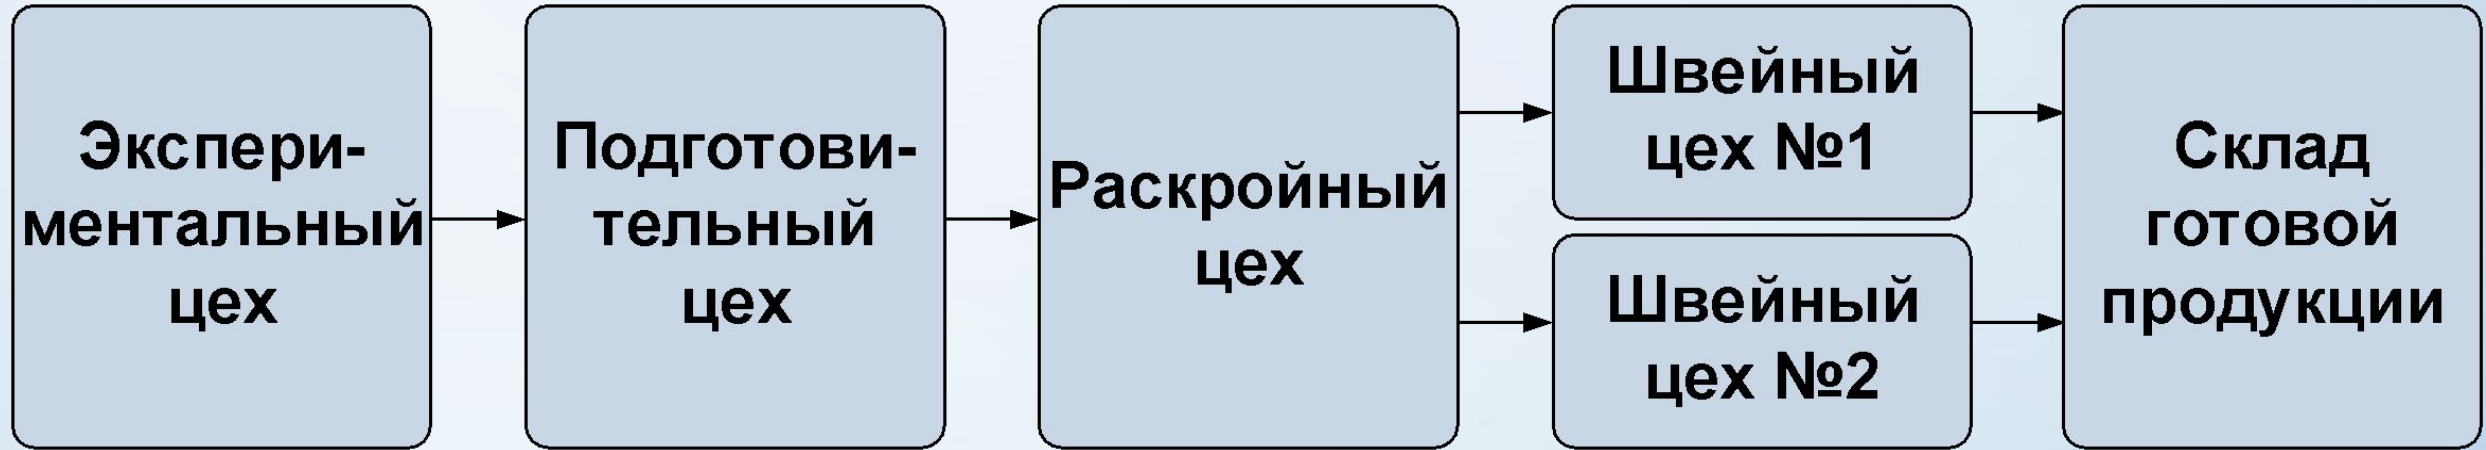 Экспери-
ментальный
цех
Подготови-
тельный
цех
Раскройный
цех
Швейный
цех №1
Швейный
цех №2
Склад
готовой
продукции